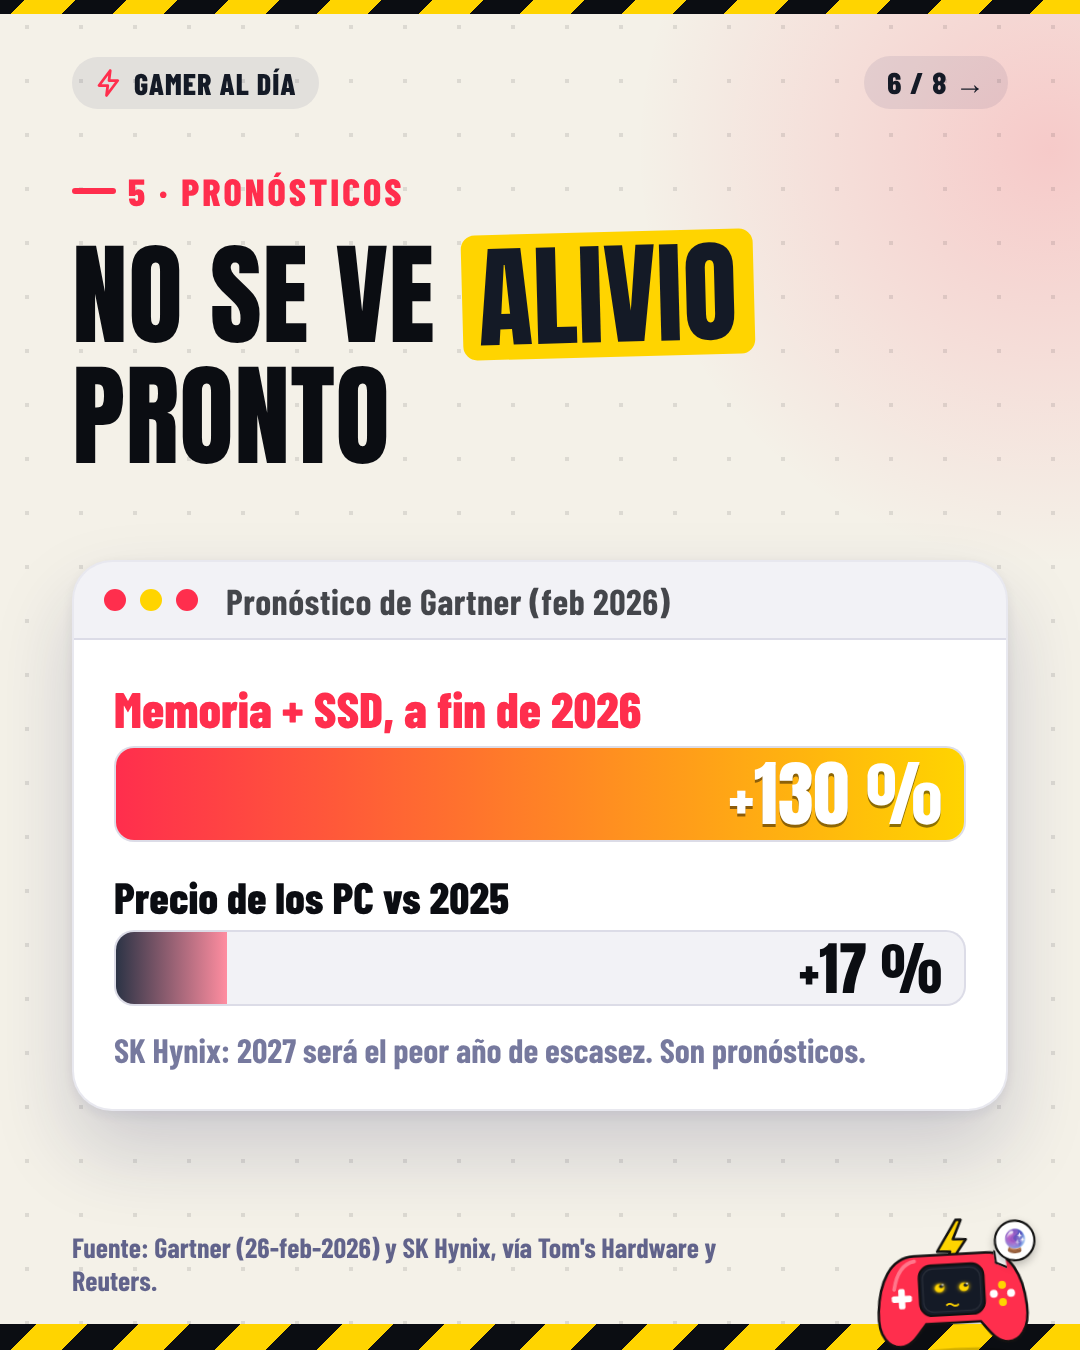 GAMER AL DÍA
6 / 8 →
5 · PRONÓSTICOS
NO SE VE ALIVIO
PRONTO
Pronóstico de Gartner (feb 2026)
Memoria + SSD, a fin de 2026
+130 %
Precio de los PC vs 2025
+17 %
SK Hynix: 2027 será el peor año de escasez. Son pronósticos.
Fuente: Gartner (26-feb-2026) y SK Hynix, vía Tom's Hardware y
Reuters.